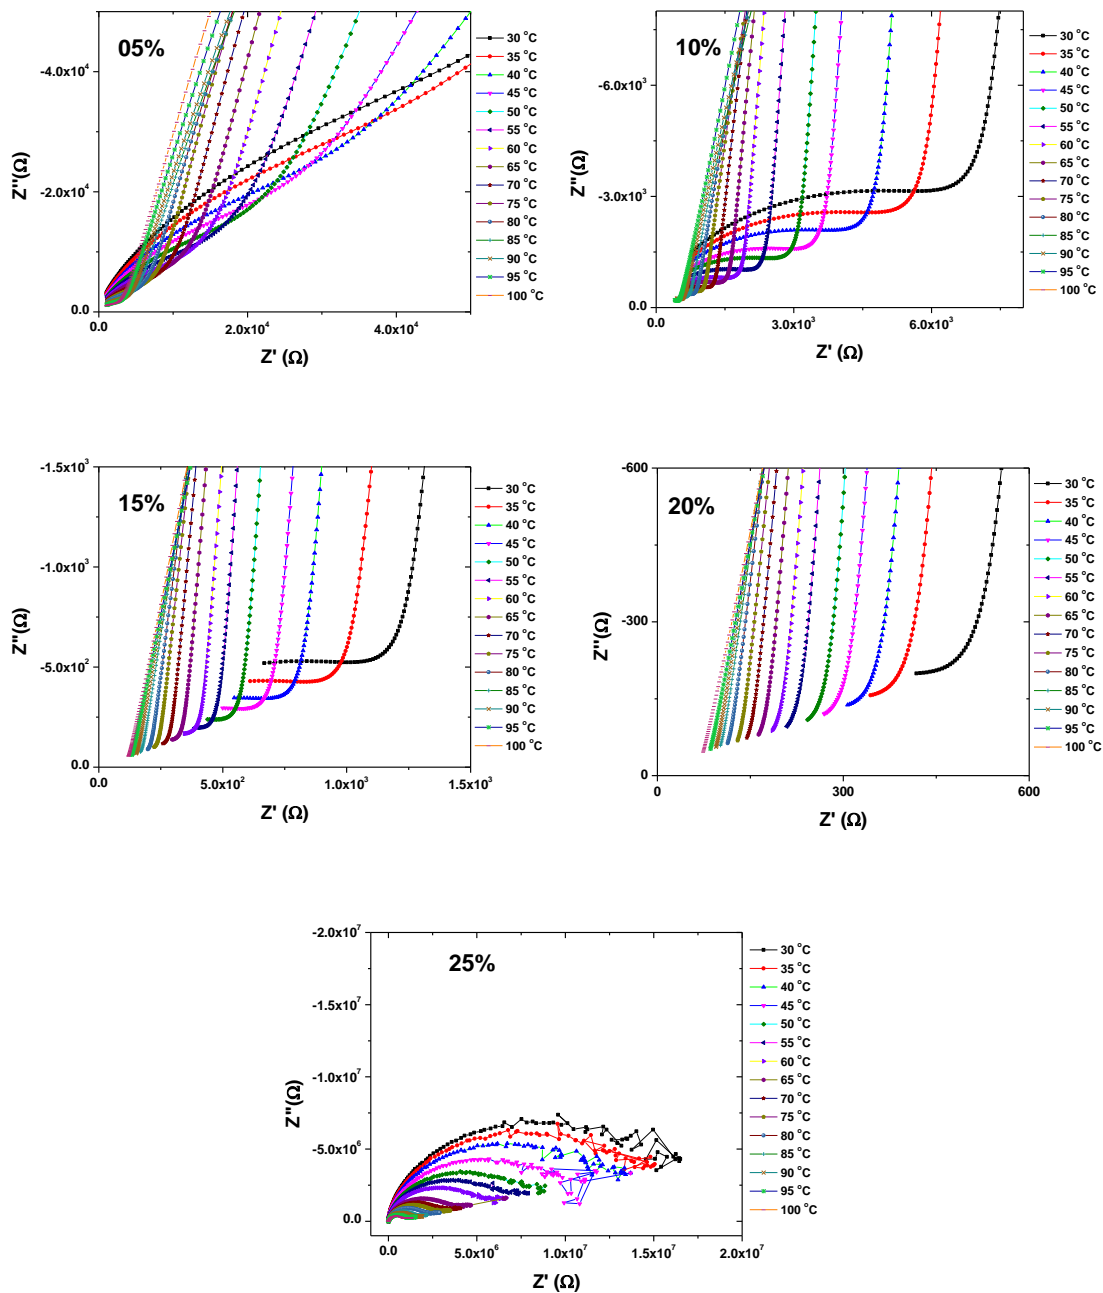 05%
Z''(Ω)
-4.0x10⁴
-2.0x10⁴
0.0
0.0
2.0x10⁴
4.0x10⁴
Z' (Ω)
30 °C
35 °C
40 °C
45 °C
50 °C
55 °C
60 °C
65 °C
70 °C
75 °C
80 °C
85 °C
90 °C
95 °C
100 °C
10%
Z''(Ω)
-6.0x10³
-3.0x10³
0.0
0.0
3.0x10³
6.0x10³
Z' (Ω)
30 °C
35 °C
40 °C
45 °C
50 °C
55 °C
60 °C
65 °C
70 °C
75 °C
80 °C
85 °C
90 °C
95 °C
100 °C
15%
Z''(Ω)
-1.5x10³
-1.0x10³
-5.0x10²
0.0
0.0
5.0x10²
1.0x10³
1.5x10³
Z' (Ω)
30 °C
35 °C
40 °C
45 °C
50 °C
55 °C
60 °C
65 °C
70 °C
75 °C
80 °C
85 °C
90 °C
95 °C
100 °C
20%
Z''(Ω)
-600
-300
0
0
300
600
Z' (Ω)
30 °C
35 °C
40 °C
45 °C
50 °C
55 °C
60 °C
65 °C
70 °C
75 °C
80 °C
85 °C
90 °C
95 °C
100 °C
25%
Z''(Ω)
-2.0x10⁷
-1.5x10⁷
-1.0x10⁷
-5.0x10⁶
0.0
0.0
5.0x10⁶
1.0x10⁷
1.5x10⁷
2.0x10⁷
Z' (Ω)
30 °C
35 °C
40 °C
45 °C
50 °C
55 °C
60 °C
65 °C
70 °C
75 °C
80 °C
85 °C
90 °C
95 °C
100 °C